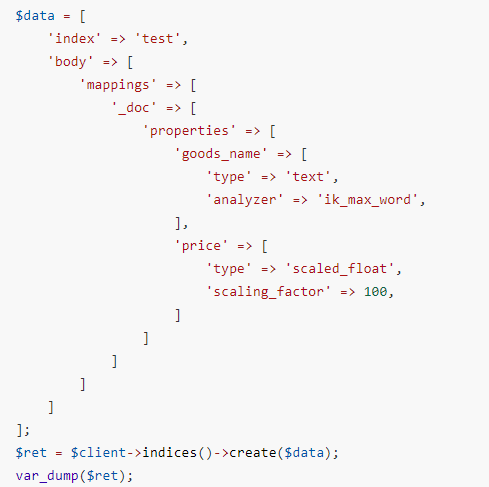 $data = [
    'index' => 'test',
    'body' => [
        'mappings' => [
            '_doc' => [
                'properties' => [
                    'goods_name' => [
                        'type' => 'text',
                        'analyzer' => 'ik_max_word',
                    ],
                    'price' => [
                        'type' => 'scaled_float',
                        'scaling_factor' => 100,
                    ]
                ]
            ]
        ]
    ]
];
$ret = $client->indices()->create($data);
var_dump($ret);